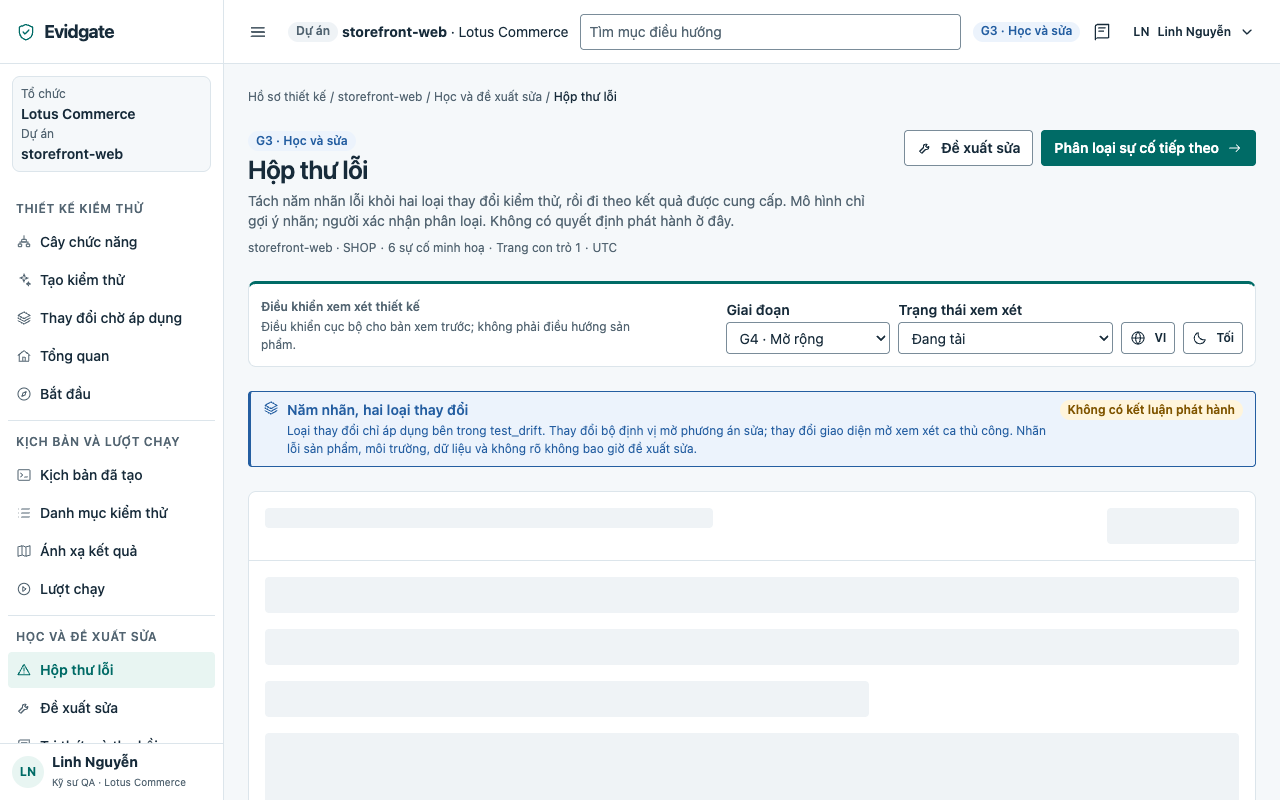 Evidgate
Dự án storefront-web · Lotus Commerce
Tìm mục điều hướng
G3 · Học và sửa
LN Linh Nguyễn
Tổ chức
Lotus Commerce
Dự án
storefront-web
THIẾT KẾ KIỂM THỬ
Cây chức năng
Tạo kiểm thử
Thay đổi chờ áp dụng
Tổng quan
Bắt đầu
KỊCH BẢN VÀ LƯỢT CHẠY
Kịch bản đã tạo
Danh mục kiểm thử
Ánh xạ kết quả
Lượt chạy
HỌC VÀ ĐỀ XUẤT SỬA
Hộp thư lỗi
Đề xuất sửa
LN
Linh Nguyễn
Kỹ sư QA · Lotus Commerce
Hồ sơ thiết kế / storefront-web / Học và đề xuất sửa / Hộp thư lỗi
G3 · Học và sửa
Hộp thư lỗi
Đề xuất sửa
Phân loại sự cố tiếp theo
Tách năm nhãn lỗi khỏi hai loại thay đổi kiểm thử, rồi đi theo kết quả được cung cấp. Mô hình chỉ
gợi ý nhãn; người xác nhận phân loại. Không có quyết định phát hành ở đây.
storefront-web · SHOP · 6 sự cố minh hoạ · Trang con trỏ 1 · UTC
Điều khiển xem xét thiết kế
Điều khiển cục bộ cho bản xem trước; không phải điều hướng sản
phẩm.
Giai đoạn
G4 · Mở rộng
Trạng thái xem xét
Đang tải
VI
Tối
Năm nhãn, hai loại thay đổi
Không có kết luận phát hành
Loại thay đổi chỉ áp dụng bên trong test_drift. Thay đổi bộ định vị mở phương án sửa; thay đổi giao diện mở xem xét ca thủ công. Nhãn
lỗi sản phẩm, môi trường, dữ liệu và không rõ không bao giờ đề xuất sửa.